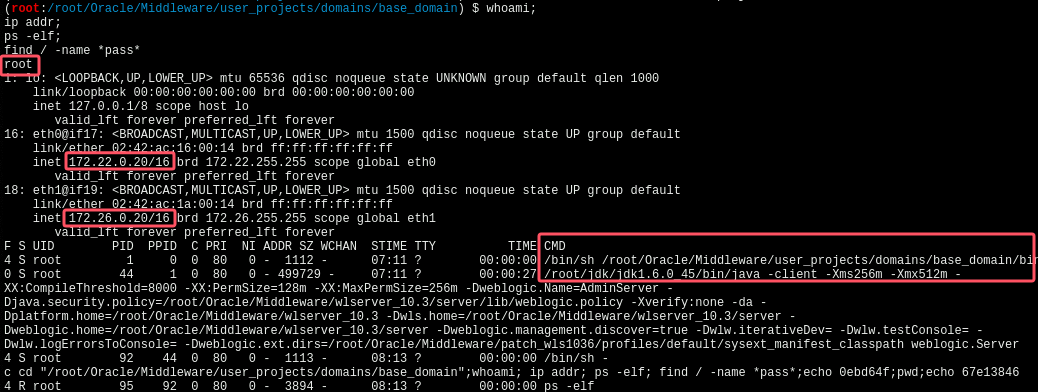 (root:/root/Oracle/Middleware/user_projects/domains/base_domain) $ whoami;
ip addr;
ps -elf;
find / -name *pass*
root
1: lo: <LOOPBACK,UP,LOWER_UP> mtu 65536 qdisc noqueue state UNKNOWN group default qlen 1000
    link/loopback 00:00:00:00:00:00 brd 00:00:00:00:00:00
    inet 127.0.0.1/8 scope host lo
       valid_lft forever preferred_lft forever
16: eth0@if17: <BROADCAST,MULTICAST,UP,LOWER_UP> mtu 1500 qdisc noqueue state UP group default
    link/ether 02:42:ac:16:00:14 brd ff:ff:ff:ff:ff:ff
    inet 172.22.0.20/16 brd 172.22.255.255 scope global eth0
       valid_lft forever preferred_lft forever
18: eth1@if19: <BROADCAST,MULTICAST,UP,LOWER_UP> mtu 1500 qdisc noqueue state UP group default
    link/ether 02:42:ac:1a:00:14 brd ff:ff:ff:ff:ff:ff
    inet 172.26.0.20/16 brd 172.26.255.255 scope global eth1
       valid_lft forever preferred_lft forever
F S UID        PID  PPID  C PRI  NI ADDR SZ WCHAN  STIME TTY          TIME CMD
4 S root         1     0  0  80   0 -  1112 -      07:11 ?        00:00:00 /bin/sh /root/Oracle/Middleware/user_projects/domains/base_domain/bin
0 S root        44     1  0  80   0 - 499729 -     07:11 ?        00:00:27 /root/jdk/jdk1.6.0_45/bin/java -client -Xms256m -Xmx512m -
XX:CompileThreshold=8000 -XX:PermSize=128m -XX:MaxPermSize=256m -Dweblogic.Name=AdminServer -
Djava.security.policy=/root/Oracle/Middleware/wlserver_10.3/server/lib/weblogic.policy -Xverify:none -da -
Dplatform.home=/root/Oracle/Middleware/wlserver_10.3 -Dwls.home=/root/Oracle/Middleware/wlserver_10.3/server -
Dweblogic.home=/root/Oracle/Middleware/wlserver_10.3/server -Dweblogic.management.discover=true -Dwlw.iterativeDev= -Dwlw.testConsole= -
Dwlw.logErrorsToConsole= -Dweblogic.ext.dirs=/root/Oracle/Middleware/patch_wls1036/profiles/default/sysext_manifest_classpath weblogic.Server
4 S root        92    44  0  80   0 -  1113 -      08:13 ?        00:00:00 /bin/sh -
c cd "/root/Oracle/Middleware/user_projects/domains/base_domain";whoami; ip addr; ps -elf; find / -name *pass*;echo 0ebd64f;pwd;echo 67e13846
4 R root        95    92  0  80   0 -  3894 -      08:13 ?        00:00:00 ps -elf